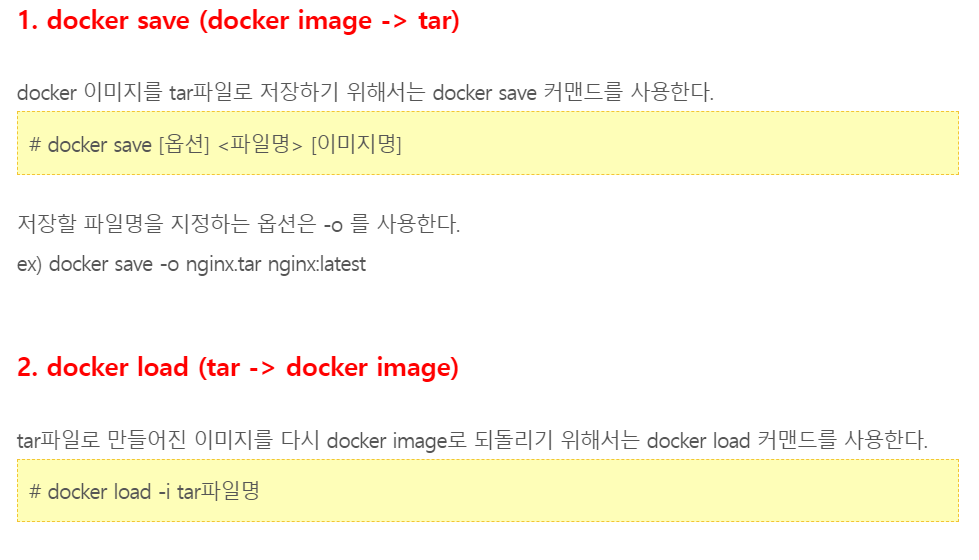 1. docker save (docker image -> tar)
docker 이미지를 tar파일로 저장하기 위해서는 docker save 커맨드를 사용한다.
# docker save [옵션] <파일명> [이미지명]
저장할 파일명을 지정하는 옵션은 -o 를 사용한다.
ex) docker save -o nginx.tar nginx:latest
2. docker load (tar -> docker image)
tar파일로 만들어진 이미지를 다시 docker image로 되돌리기 위해서는 docker load 커맨드를 사용한다.
# docker load -i tar파일명